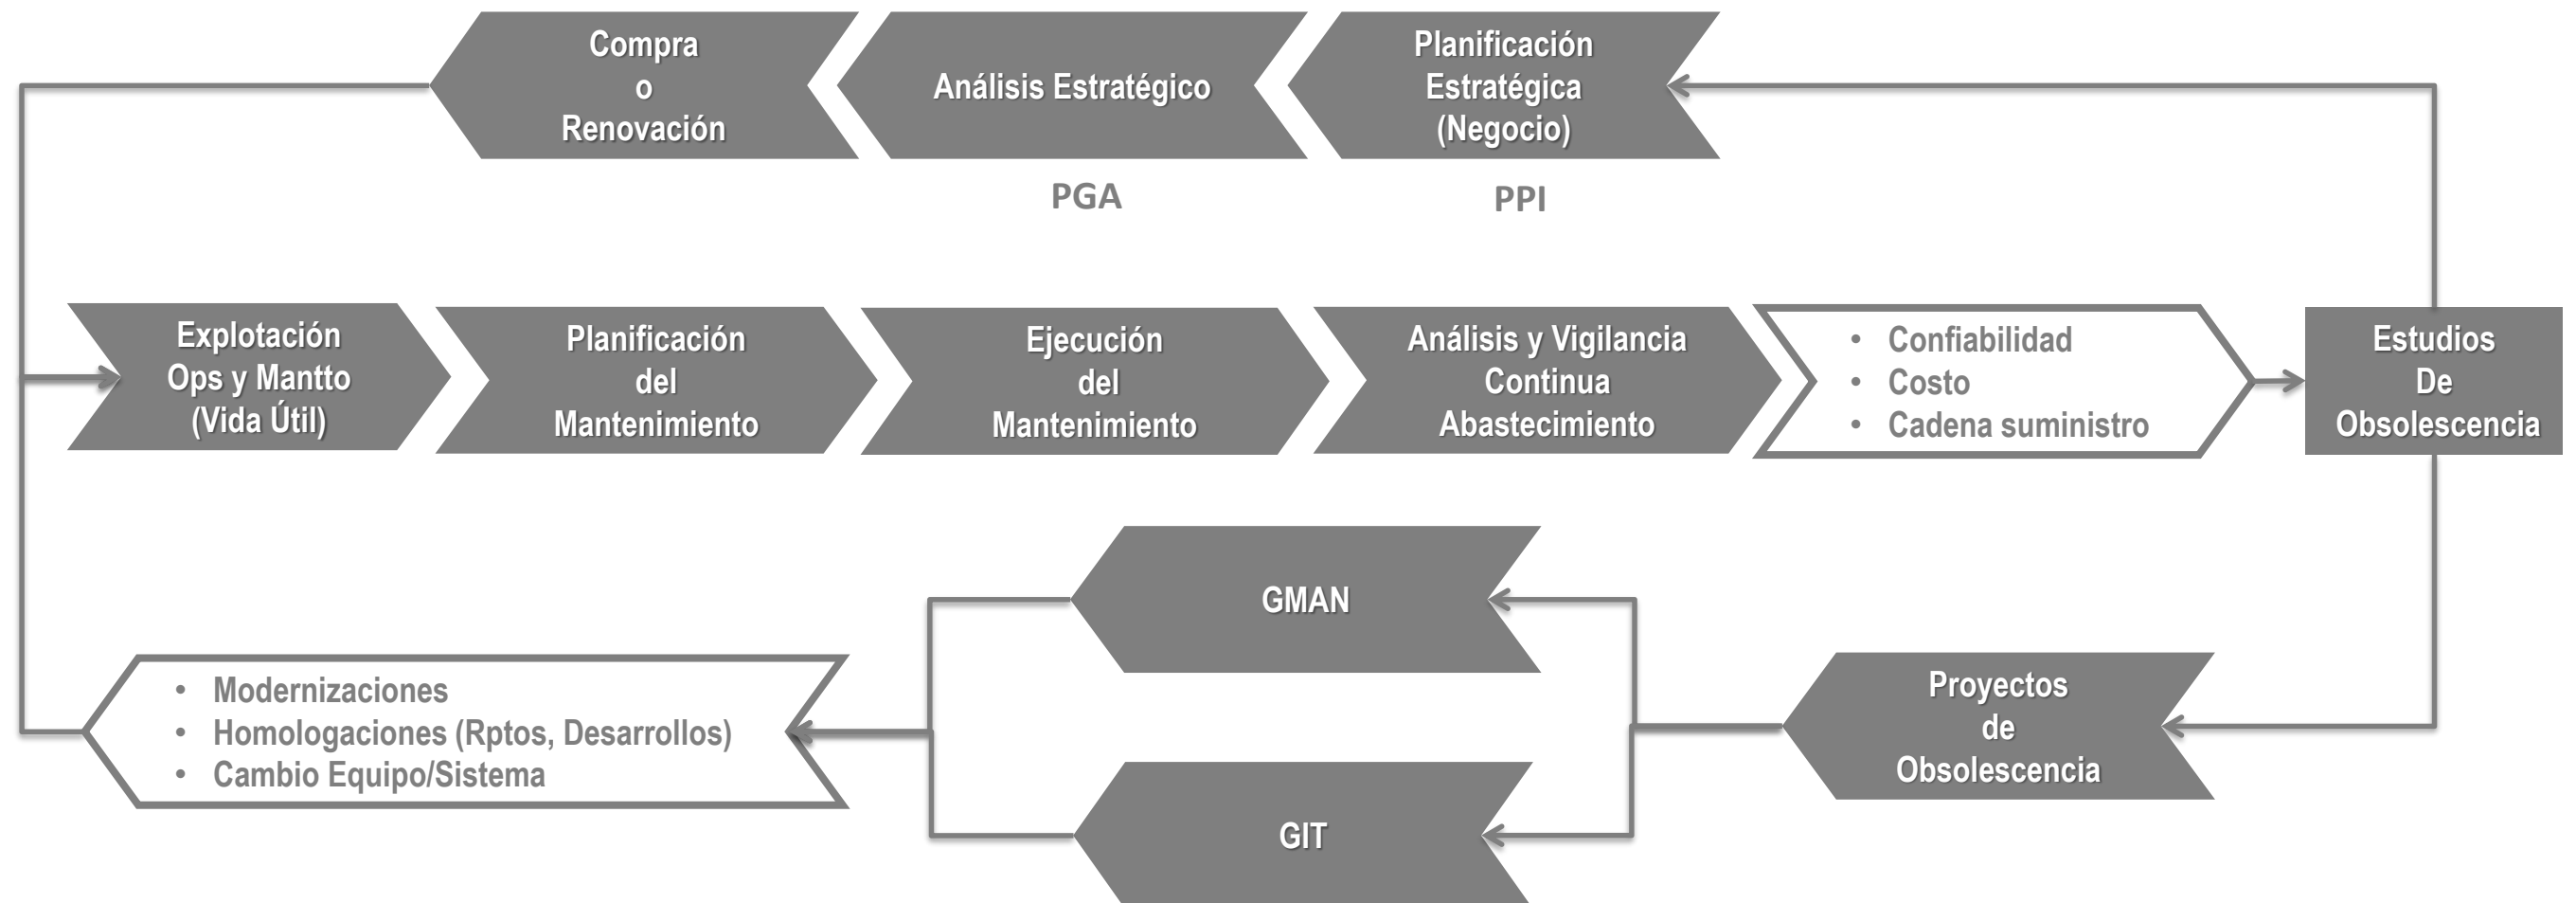 Compra
o
Renovación
Análisis Estratégico
Planificación
Estratégica
(Negocio)
PGA
PPI
Explotación
Ops y Mantto
(Vida Útil)
Planificación
del
Mantenimiento
Ejecución
del
Mantenimiento
Análisis y Vigilancia
Continua
Abastecimiento
• Confiabilidad
• Costo
• Cadena suministro
Estudios
De
Obsolescencia
GMAN
• Modernizaciones
• Homologaciones (Rptos, Desarrollos)
• Cambio Equipo/Sistema
Proyectos
de
Obsolescencia
GIT